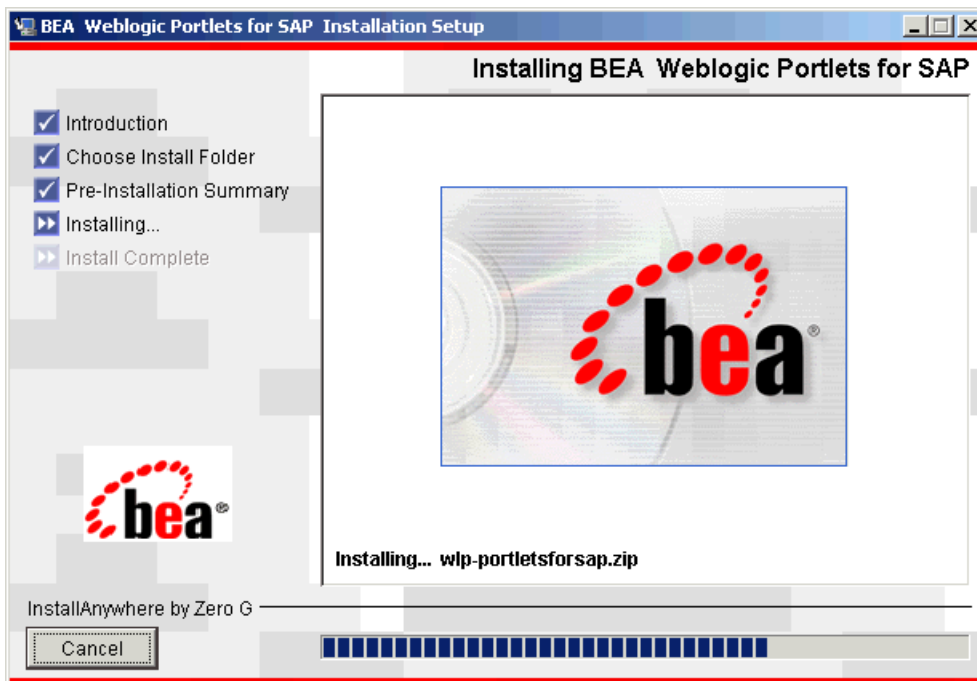 BEA Weblogic Portlets for SAP Installation Setup
Installing BEA Weblogic Portlets for SAP
Introduction
Choose Install Folder
Pre-Installation Summary
Installing...
Install Complete
bea®
bea®
Installing... wlp-portletsforsap.zip
InstallAnywhere by Zero G
Cancel